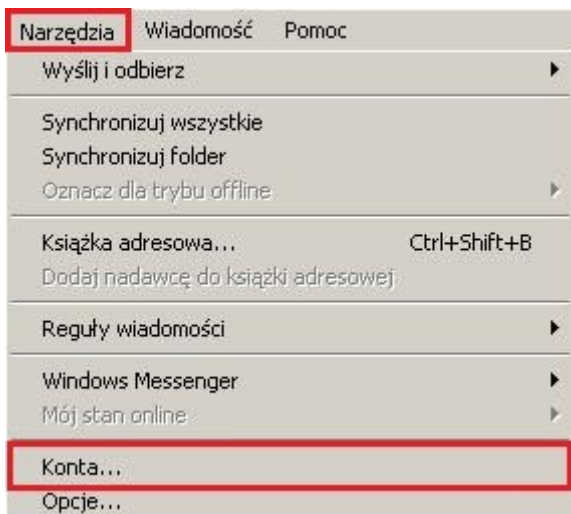 Narzędzia Wiadomość Pomoc
Wyślij i odbierz
Synchronizuj wszystkie
Synchronizuj folder
Oznacz dla trybu offline
Książka adresowa... Ctrl+Shift+B
Dodaj nadawcę do książki adresowej
Reguły wiadomości
Windows Messenger
Mój stan online
Konta...
Opcje...